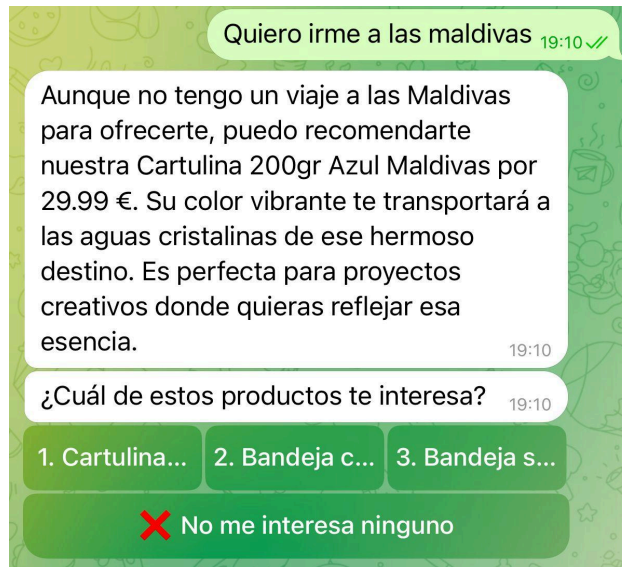 Quiero irme a las maldivas 19:10
Aunque no tengo un viaje a las Maldivas
para ofrecerte, puedo recomendarte
nuestra Cartulina 200gr Azul Maldivas por
29.99 €. Su color vibrante te transportará a
las aguas cristalinas de ese hermoso
destino. Es perfecta para proyectos
creativos donde quieras reflejar esa
esencia. 19:10
¿Cuál de estos productos te interesa? 19:10
1. Cartulina... 2. Bandeja c... 3. Bandeja s...
❌ No me interesa ninguno